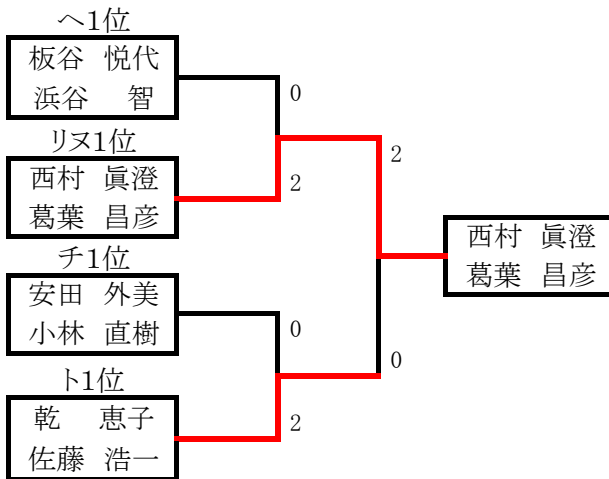 ヘ1位
板谷 悦代
浜谷 智
0
リヌ1位
2
2
西村 眞澄
葛葉 昌彦
西村 眞澄
葛葉 昌彦
チ1位
安田 外美
小林 直樹
0
0
ト1位
2
乾 恵子
佐藤 浩一